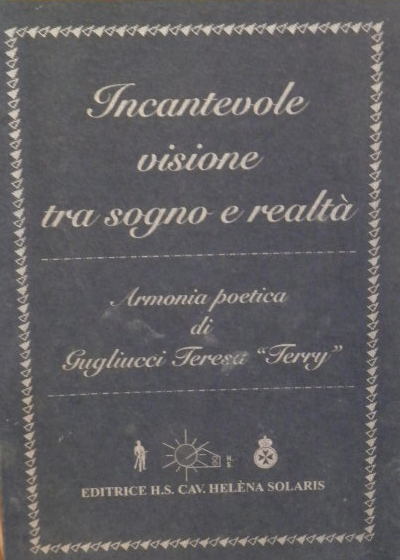 Incantevole
visione
tra sogno e realtà
Armonia poetica
di
Gugliucci Teresa "Terry"
H.S.
EDITRICE H.S. CAV. HELÈNA SOLARIS